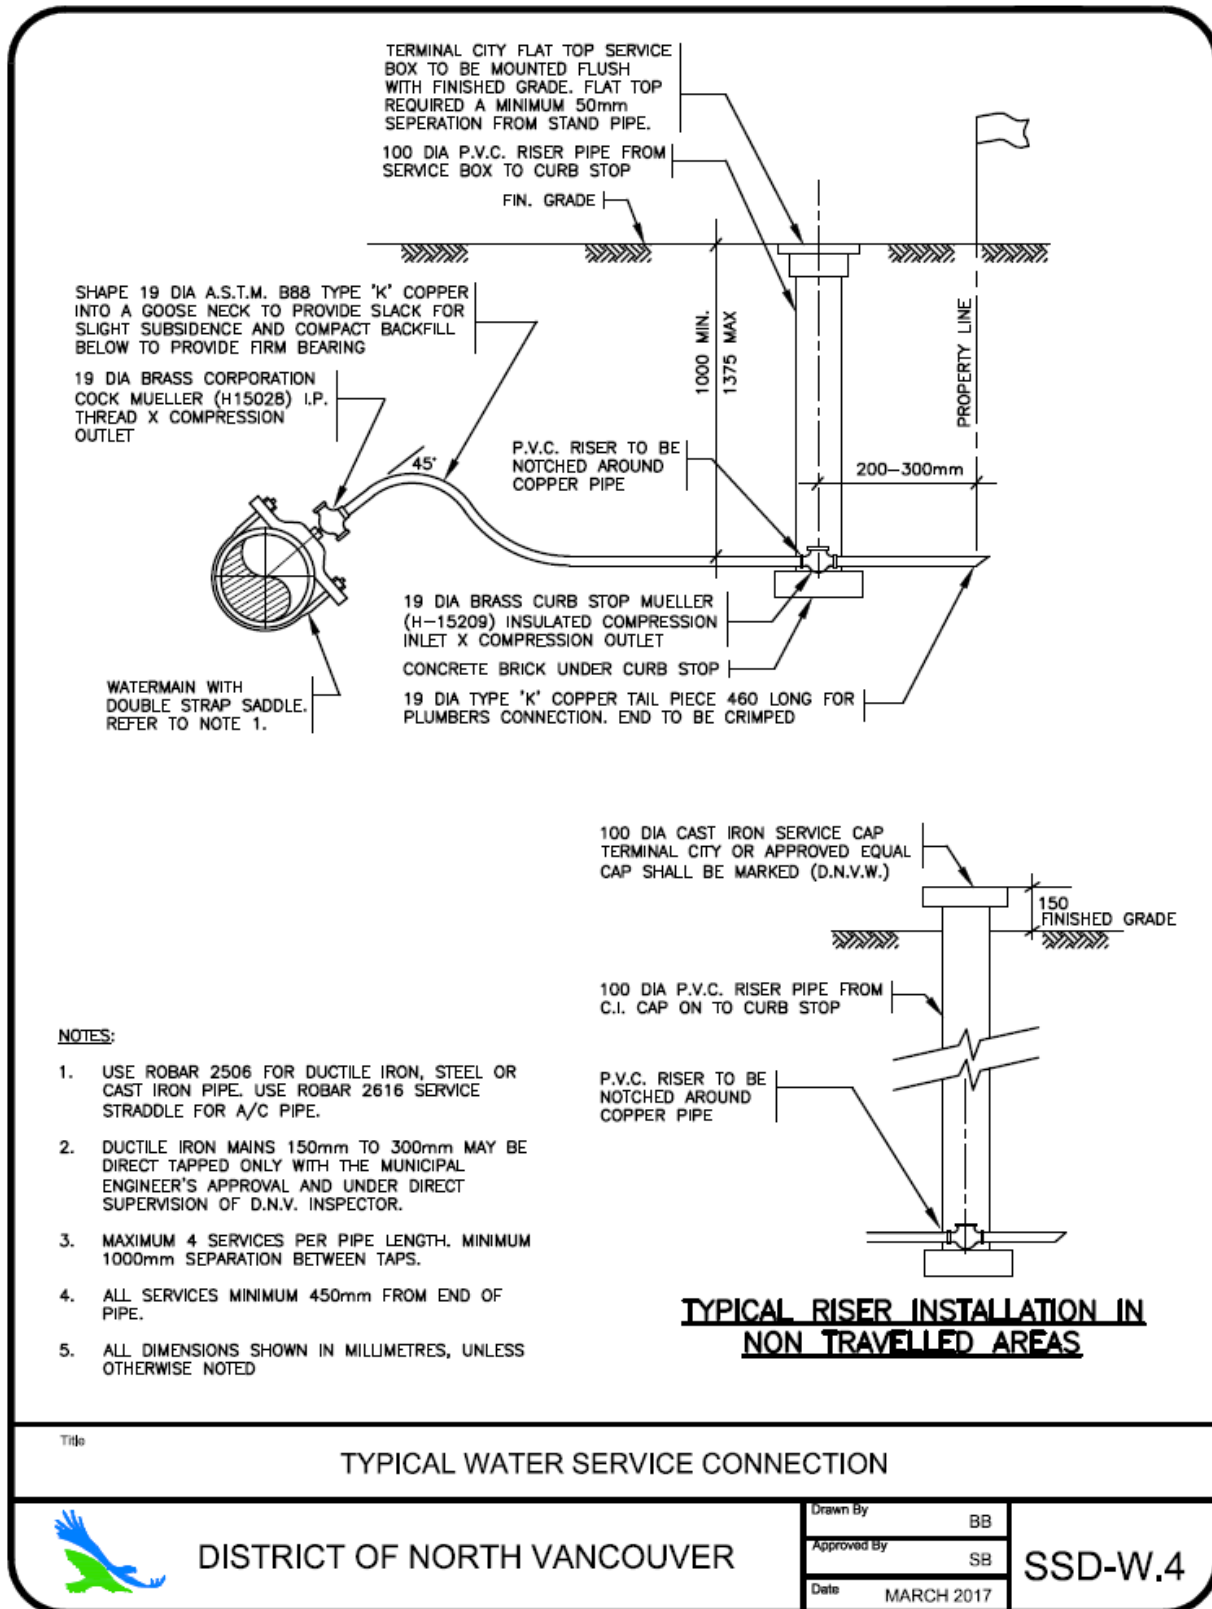 TERMINAL CITY FLAT TOP SERVICE
BOX TO BE MOUNTED FLUSH
WITH FINISHED GRADE. FLAT TOP
REQUIRED A MINIMUM 50mm
SEPERATION FROM STAND PIPE.
100 DIA P.V.C. RISER PIPE FROM
SERVICE BOX TO CURB STOP
FIN. GRADE
SHAPE 19 DIA A.S.T.M. B88 TYPE 'K' COPPER
INTO A GOOSE NECK TO PROVIDE SLACK FOR
SLIGHT SUBSIDENCE AND COMPACT BACKFILL
BELOW TO PROVIDE FIRM BEARING
19 DIA BRASS CORPORATION
COCK MUELLER (H15028) I.P.
THREAD X COMPRESSION
OUTLET
1000 MIN.
1375 MAX
PROPERTY LINE
45°
P.V.C. RISER TO BE
NOTCHED AROUND
COPPER PIPE
200-300mm
19 DIA BRASS CURB STOP MUELLER
(H-15209) INSULATED COMPRESSION
INLET X COMPRESSION OUTLET
CONCRETE BRICK UNDER CURB STOP
19 DIA TYPE 'K' COPPER TAIL PIECE 460 LONG FOR
PLUMBERS CONNECTION. END TO BE CRIMPED
WATERMAIN WITH
DOUBLE STRAP SADDLE.
REFER TO NOTE 1.
100 DIA CAST IRON SERVICE CAP
TERMINAL CITY OR APPROVED EQUAL
CAP SHALL BE MARKED (D.N.V.W.)
150
FINISHED GRADE
100 DIA P.V.C. RISER PIPE FROM
C.I. CAP ON TO CURB STOP
P.V.C. RISER TO BE
NOTCHED AROUND
COPPER PIPE
TYPICAL RISER INSTALLATION IN
NON TRAVELLED AREAS
NOTES:
1. USE ROBAR 2506 FOR DUCTILE IRON, STEEL OR
CAST IRON PIPE. USE ROBAR 2616 SERVICE
STRADDLE FOR A/C PIPE.
2. DUCTILE IRON MAINS 150mm TO 300mm MAY BE
DIRECT TAPPED ONLY WITH THE MUNICIPAL
ENGINEER'S APPROVAL AND UNDER DIRECT
SUPERVISION OF D.N.V. INSPECTOR.
3. MAXIMUM 4 SERVICES PER PIPE LENGTH. MINIMUM
1000mm SEPARATION BETWEEN TAPS.
4. ALL SERVICES MINIMUM 450mm FROM END OF
PIPE.
5. ALL DIMENSIONS SHOWN IN MILLIMETRES, UNLESS
OTHERWISE NOTED
Title
TYPICAL WATER SERVICE CONNECTION
DISTRICT OF NORTH VANCOUVER
Drawn By BB
Approved By SB
Date MARCH 2017
SSD-W.4